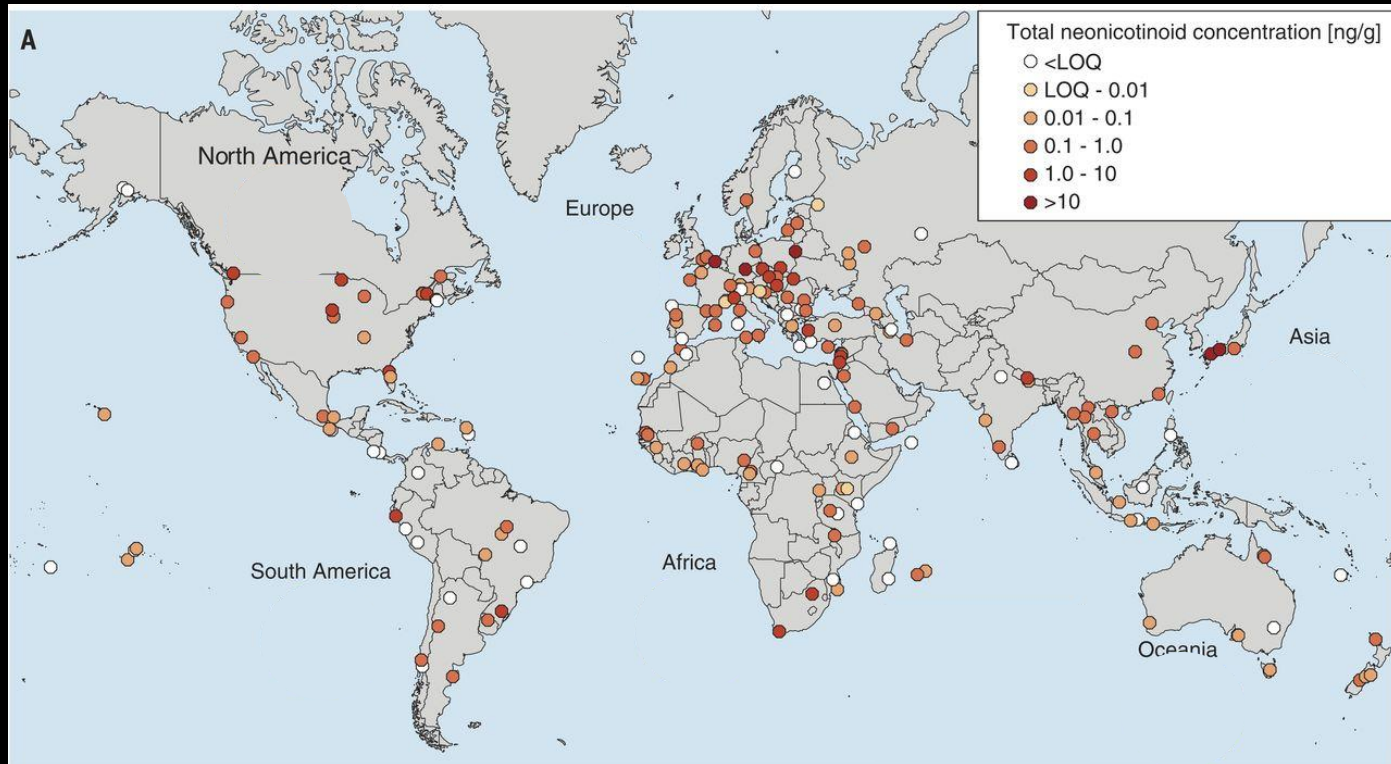 A
Total neonicotinoid concentration [ng/g]
<LOQ
LOQ - 0.01
0.01 - 0.1
0.1 - 1.0
1.0 - 10
>10
North America
Europe
Asia
South America
Africa
Oceania